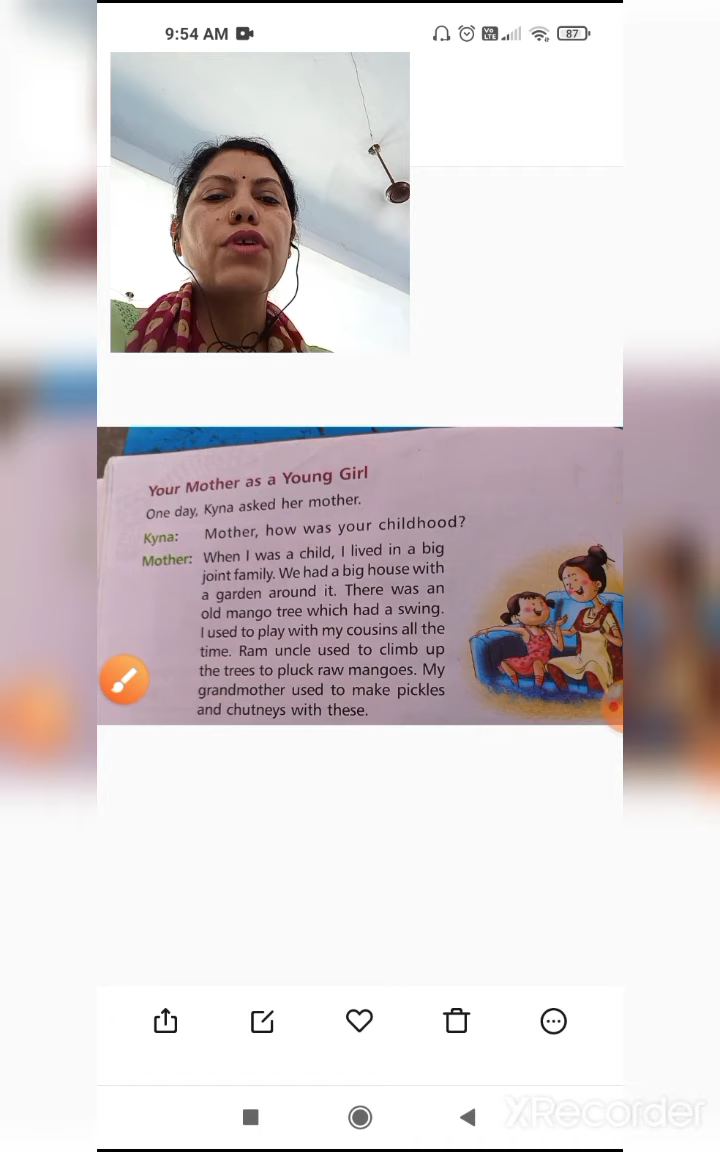 9:54 AM
Vo LTE
87
Your Mother as a Young Girl
One day, Kyna asked her mother.
Kyna: Mother, how was your childhood?
Mother: When I was a child, I lived in a big
joint family. We had a big house with
a garden around it. There was an
old mango tree which had a swing.
I used to play with my cousins all the
time. Ram uncle used to climb up
the trees to pluck raw mangoes. My
grandmother used to make pickles
and chutneys with these.
XRecorder